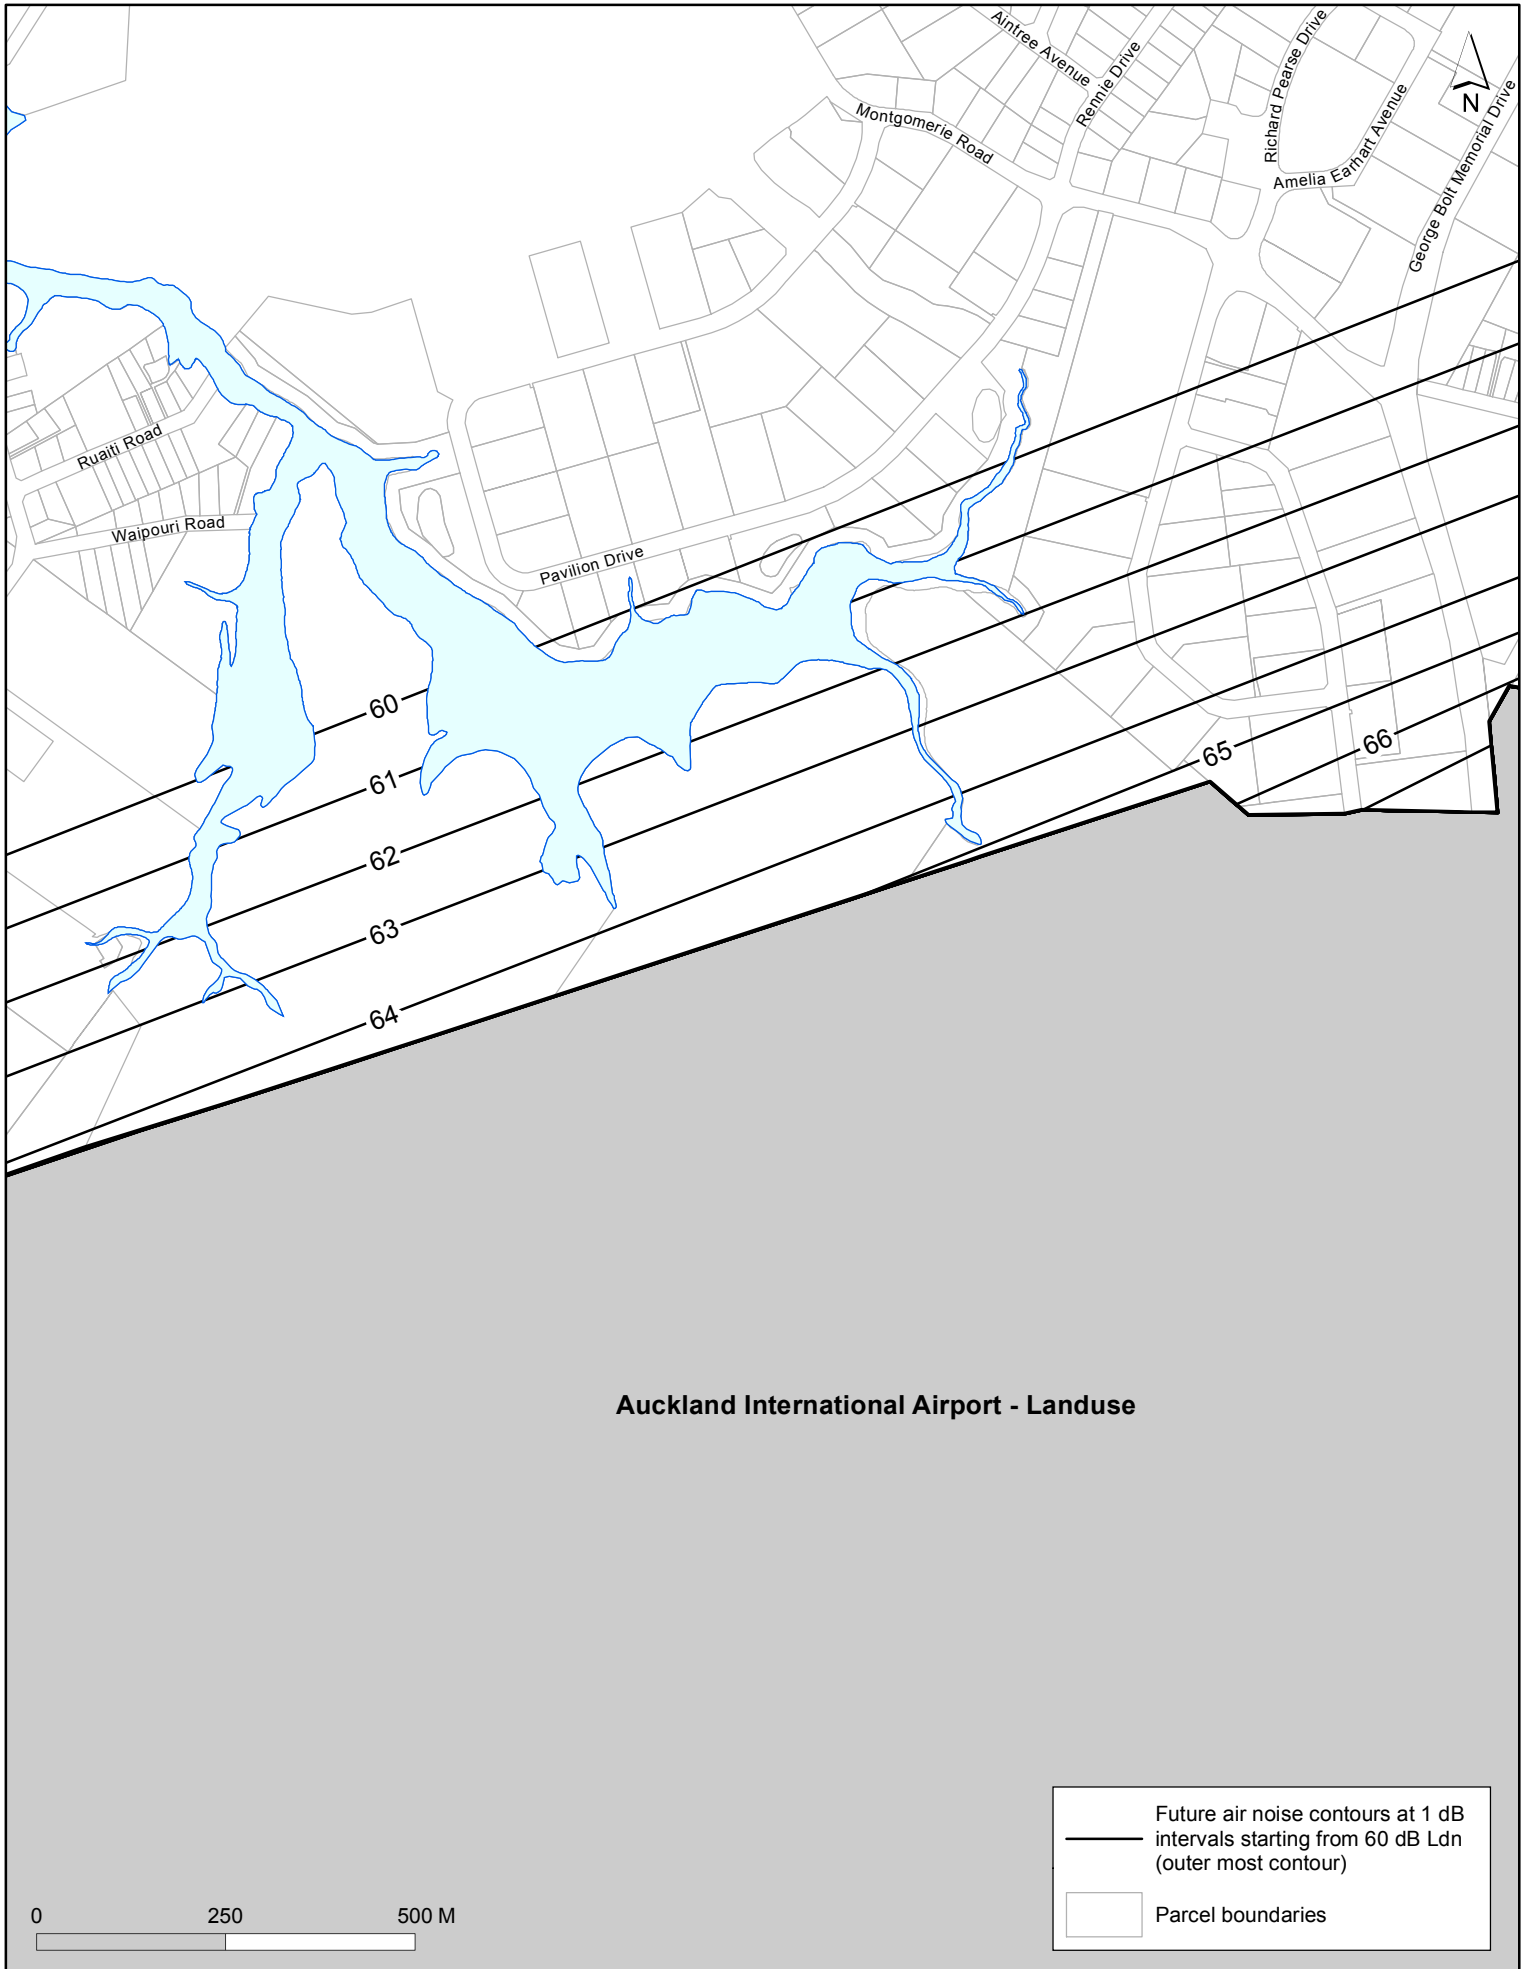 Aintree Avenue
Rennie Drive
Richard Pearse Drive
N
Montgomerie Road
Amelia Earhart Avenue
George Bolt Memorial Drive
Ruaiti Road
Waipouri Road
Pavilion Drive
60
61
62
63
64
65
66
Auckland International Airport - Landuse
Future air noise contours at 1 dB
intervals starting from 60 dB Ldn
(outer most contour)
Parcel boundaries
0 250 500 M